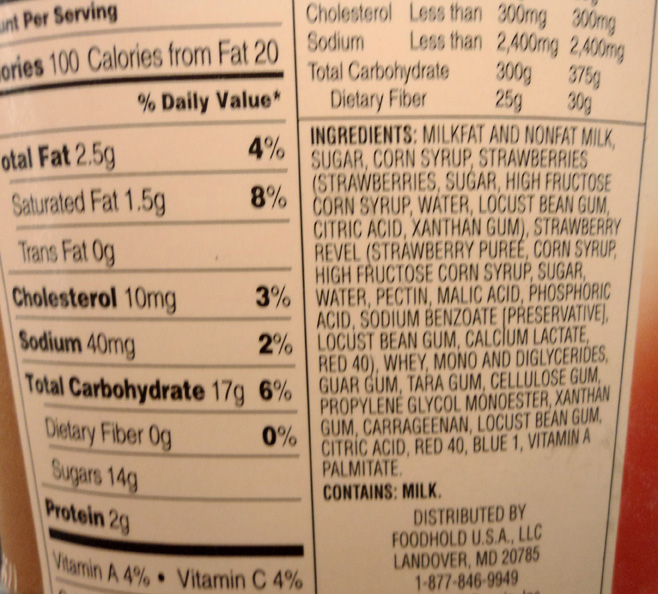 unt Per Serving
ories 100 Calories from Fat 20
% Daily Value*
otal Fat 2.5g 4%
Saturated Fat 1.5g 8%
Trans Fat 0g
Cholesterol 10mg 3%
Sodium 40mg 2%
Total Carbohydrate 17g 6%
Dietary Fiber 0g 0%
Sugars 14g
Protein 2g
Vitamin A 4% • Vitamin C 4%
Cholesterol Less than 300mg 300mg
Sodium Less than 2,400mg 2,400mg
Total Carbohydrate 300g 375g
Dietary Fiber 25g 30g
INGREDIENTS: MILKFAT AND NONFAT MILK,
SUGAR, CORN SYRUP, STRAWBERRIES
(STRAWBERRIES, SUGAR, HIGH FRUCTOSE
CORN SYRUP, WATER, LOCUST BEAN GUM,
CITRIC ACID, XANTHAN GUM), STRAWBERRY
REVEL (STRAWBERRY PUREE, CORN SYRUP,
HIGH FRUCTOSE CORN SYRUP, SUGAR,
WATER, PECTIN, MALIC ACID, PHOSPHORIC
ACID, SODIUM BENZOATE [PRESERVATIVE],
LOCUST BEAN GUM, CALCIUM LACTATE,
RED 40), WHEY, MONO AND DIGLYCERIDES,
GUAR GUM, TARA GUM, CELLULOSE GUM,
PROPYLENE GLYCOL MONOESTER, XANTHAN
GUM, CARRAGEENAN, LOCUST BEAN GUM,
CITRIC ACID, RED 40, BLUE 1, VITAMIN A
PALMITATE.
CONTAINS: MILK.
DISTRIBUTED BY
FOODHOLD U.S.A., LLC
LANDOVER, MD 20785
1-877-846-9949